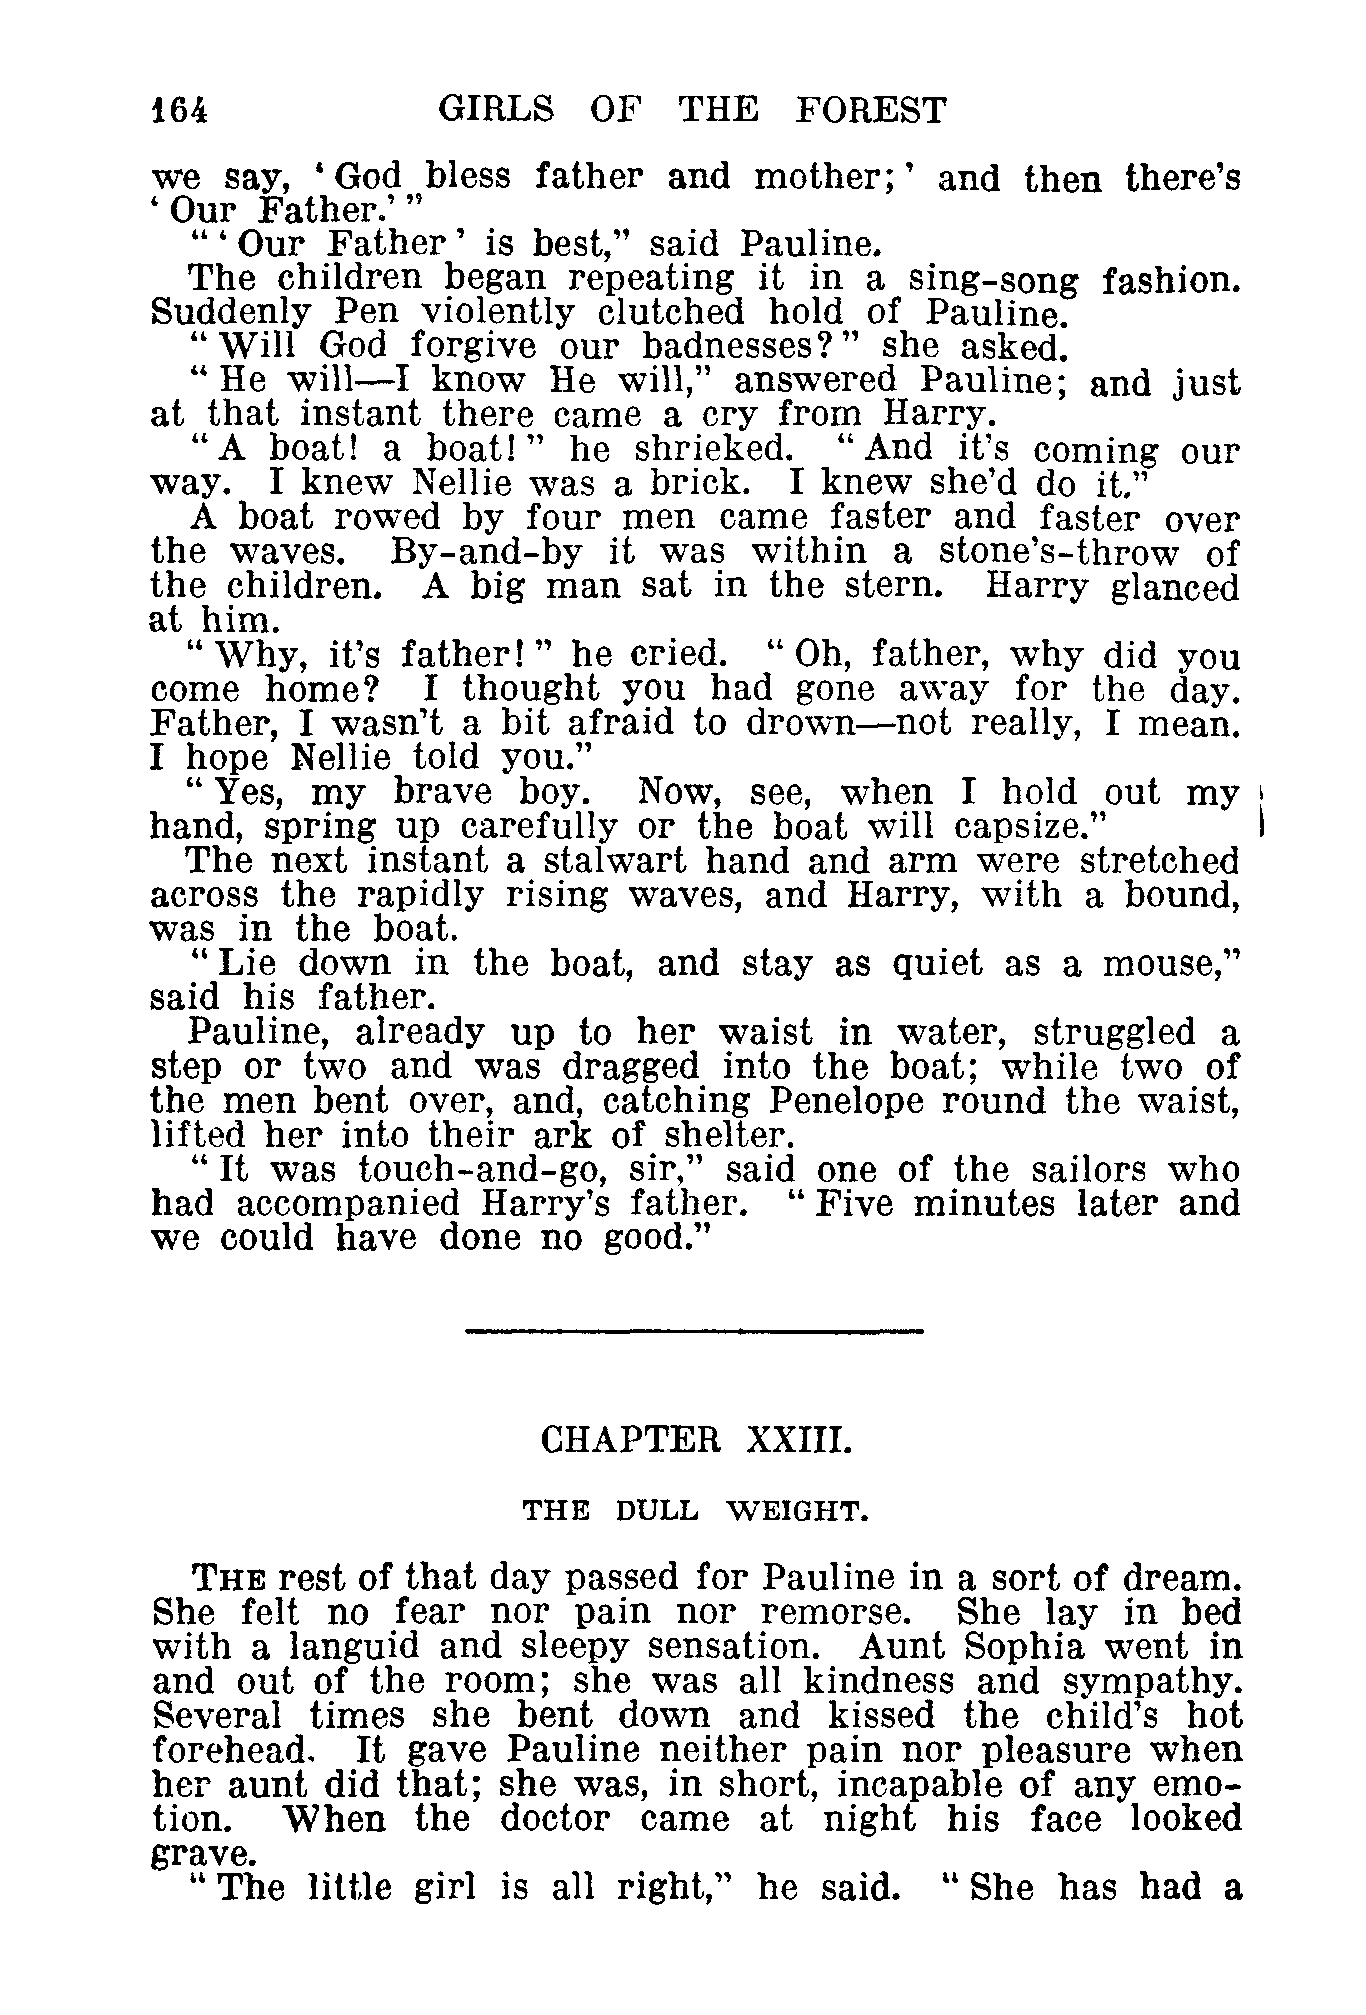 164 GIRLS OF THE FOREST
we say, ‘God bless father and mother;’ and then there’s
‘Our Father.’”
“‘Our Father’ is best,” said Pauline.
The children began repeating it in a sing-song fashion.
Suddenly Pen violently clutched hold of Pauline.
“Will God forgive our badnesses?” she asked.
“He will—I know He will,” answered Pauline; and just
at that instant there came a cry from Harry.
“A boat! a boat!” he shrieked. “And it’s coming our
way. I knew Nellie was a brick. I knew she’d do it.”
A boat rowed by four men came faster and faster over
the waves. By-and-by it was within a stone’s-throw of
the children. A big man sat in the stern. Harry glanced
at him.
“Why, it’s father!” he cried. “Oh, father, why did you
come home? I thought you had gone away for the day.
Father, I wasn’t a bit afraid to drown—not really, I mean.
I hope Nellie told you.”
“Yes, my brave boy. Now, see, when I hold out my
hand, spring up carefully or the boat will capsize.”
The next instant a stalwart hand and arm were stretched
across the rapidly rising waves, and Harry, with a bound,
was in the boat.
“Lie down in the boat, and stay as quiet as a mouse,”
said his father.
Pauline, already up to her waist in water, struggled a
step or two and was dragged into the boat; while two of
the men bent over, and, catching Penelope round the waist,
lifted her into their ark of shelter.
“It was touch-and-go, sir,” said one of the sailors who
had accompanied Harry’s father. “Five minutes later and
we could have done no good.”
CHAPTER XXIII.
THE DULL WEIGHT.
THE rest of that day passed for Pauline in a sort of dream.
She felt no fear nor pain nor remorse. She lay in bed
with a languid and sleepy sensation. Aunt Sophia went in
and out of the room; she was all kindness and sympathy.
Several times she bent down and kissed the child’s hot
forehead. It gave Pauline neither pain nor pleasure when
her aunt did that; she was, in short, incapable of any emo-
tion. When the doctor came at night his face looked
grave.
“The little girl is all right,” he said. “She has had a